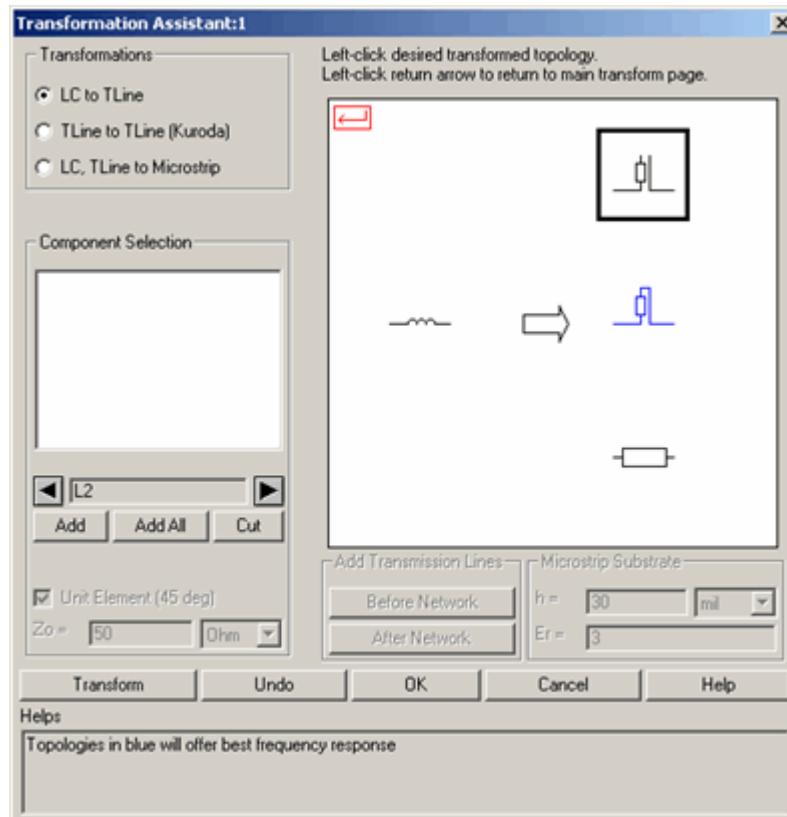 Transformation Assistant:1
Transformations
LC to TLine
TLine to TLine (Kuroda)
LC, TLine to Microstrip
Left-click desired transformed topology.
Left-click return arrow to return to main transform page.
Component Selection
L2
Add Add All Cut
Unit Element (45 deg)
Zo = 50 Ohm
Add Transmission Lines
Before Network
After Network
Microstrip Substrate
h = 30 mil
Er = 3
Transform Undo OK Cancel Help
Helps
Topologies in blue will offer best frequency response